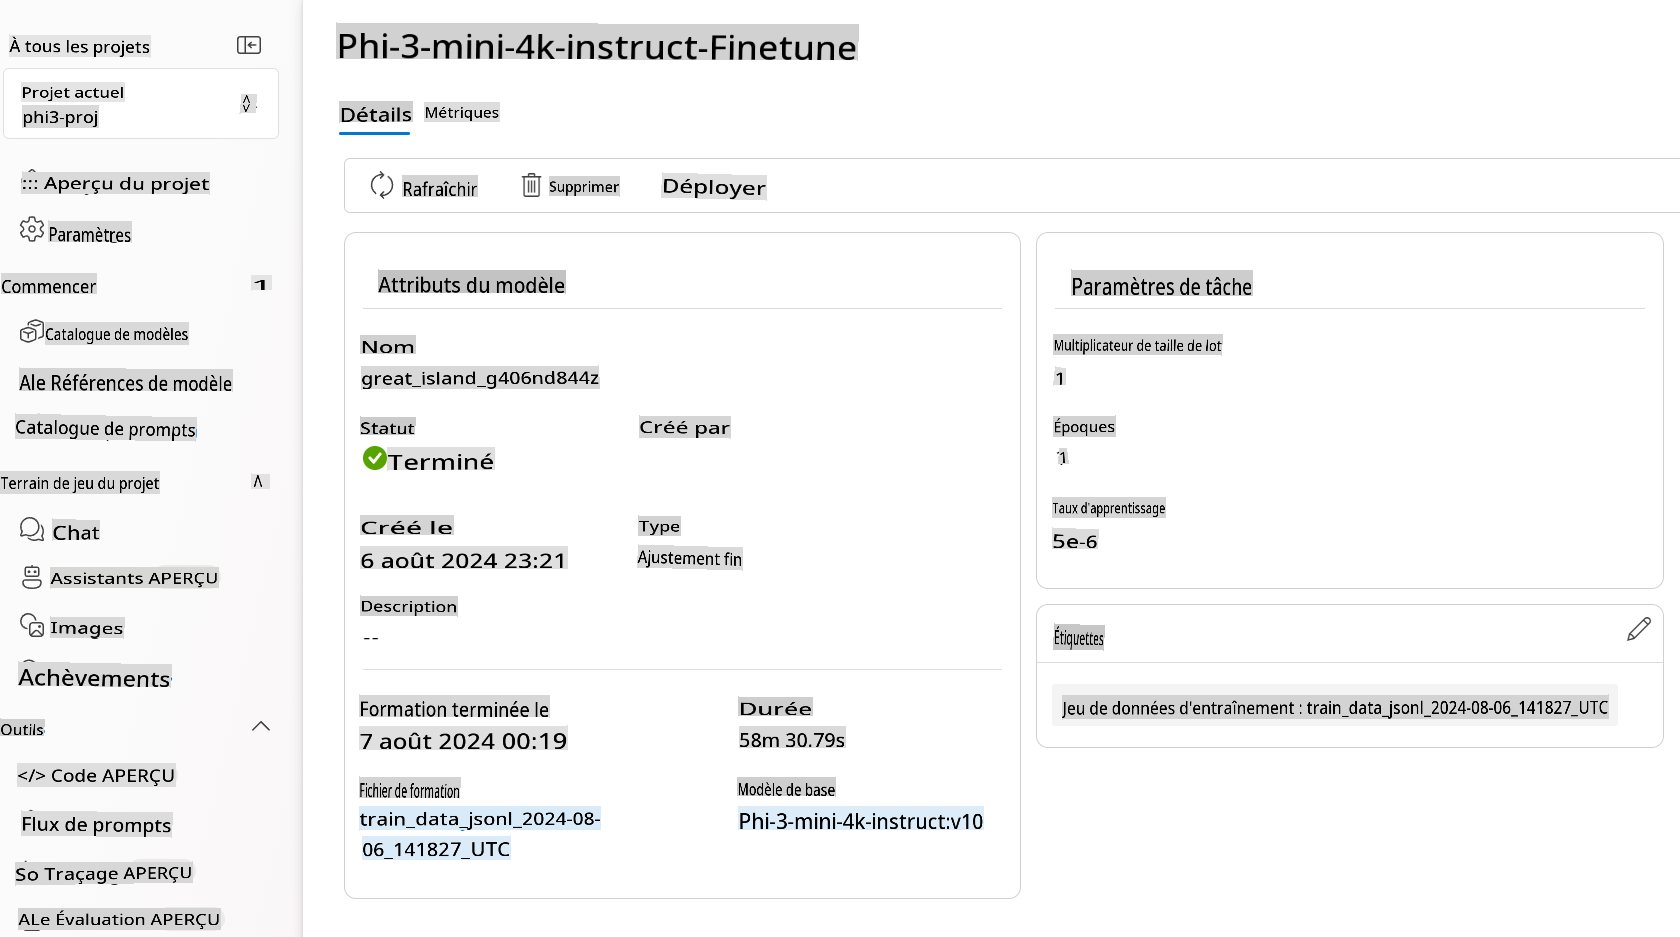 À tous les projets
Projet actuel
phi3-proj
Aperçu du projet
Paramètres
Commencer
Catalogue de modèles
Ale Références de modèle
Catalogue de prompts
Terrain de jeu du projet
Chat
Assistants APERÇU
Images
Achèvements
Outils
</> Code APERÇU
Flux de prompts
So Traçage APERÇU
ALe Évaluation APERÇU
Phi-3-mini-4k-instruct-Finetune
Détails Métriques
Rafraîchir Supprimer Déployer
Attributs du modèle
Nom
great_island_g406nd844z
Statut Créé par
Terminé
Créé le Type
6 août 2024 23:21 Ajustement fin
Description
--
Formation terminée le Durée
7 août 2024 00:19 58m 30.79s
Fichier de formation Modèle de base
train_data_jsonl_2024-08- Phi-3-mini-4k-instruct:v10
06_141827_UTC
Paramètres de tâche
Multiplicateur de taille de lot
1
Époques
1
Taux d'apprentissage
5e-6
Étiquettes
Jeu de données d'entraînement : train_data_jsonl_2024-08-06_141827_UTC